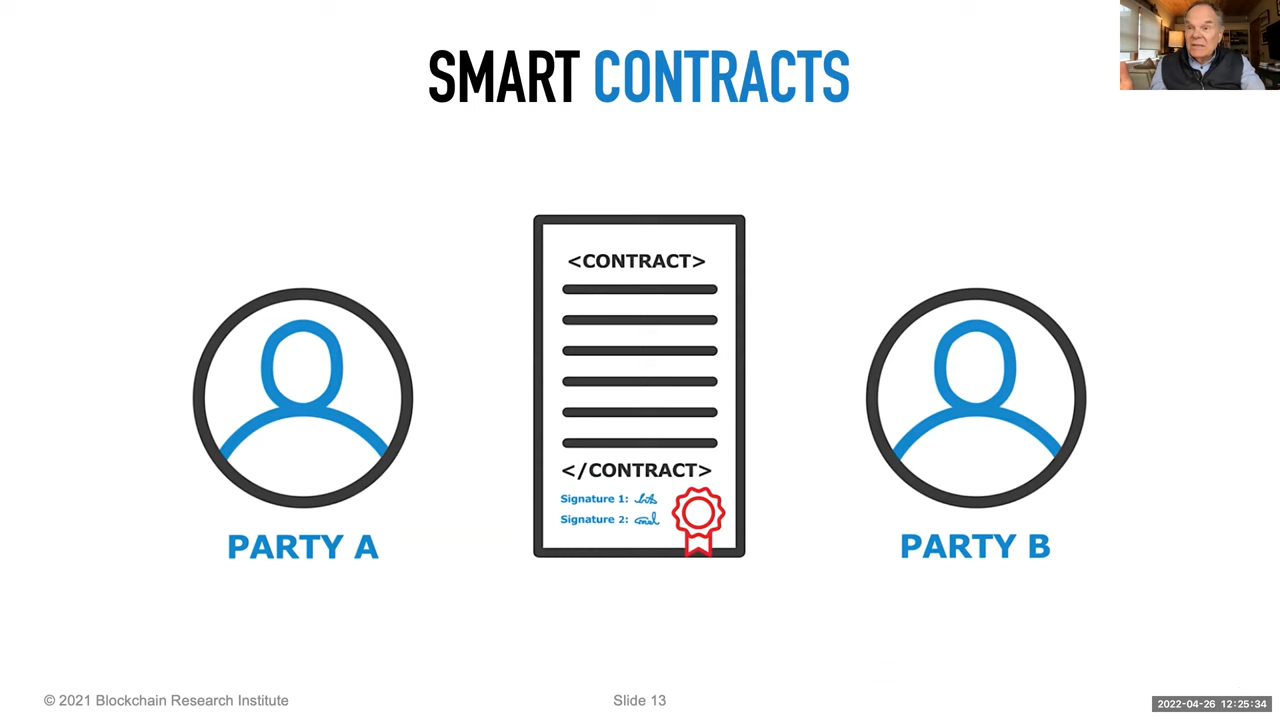 SMART CONTRACTS
<CONTRACT>
</CONTRACT>
Signature 1:
Signature 2:
PARTY A
PARTY B
© 2021 Blockchain Research Institute
Slide 13
2022-04-26 12:25:34